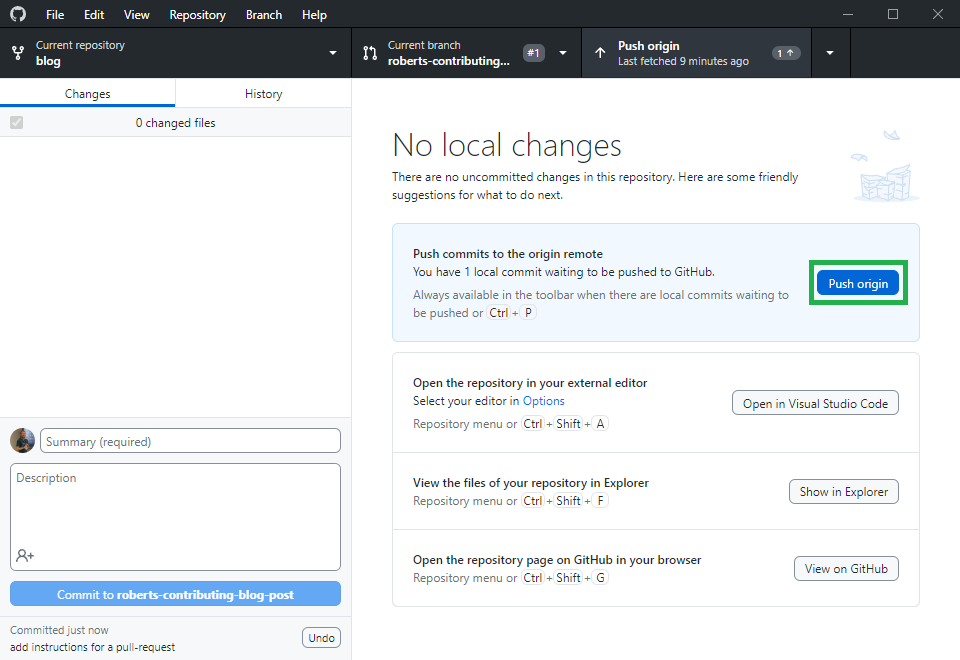 File Edit View Repository Branch Help
Current repository
blog
Current branch
roberts-contributing...
#1
Push origin
Last fetched 9 minutes ago
1
Changes
History
0 changed files
Summary (required)
Description
Commit to roberts-contributing-blog-post
Committed just now
add instructions for a pull-request
Undo
No local changes
There are no uncommitted changes in this repository. Here are some friendly
suggestions for what to do next.
Push commits to the origin remote
You have 1 local commit waiting to be pushed to GitHub.
Always available in the toolbar when there are local commits waiting to
be pushed or Ctrl + P
Push origin
Open the repository in your external editor
Select your editor in Options
Repository menu or Ctrl + Shift + A
Open in Visual Studio Code
View the files of your repository in Explorer
Repository menu or Ctrl + Shift + F
Show in Explorer
Open the repository page on GitHub in your browser
Repository menu or Ctrl + Shift + G
View on GitHub